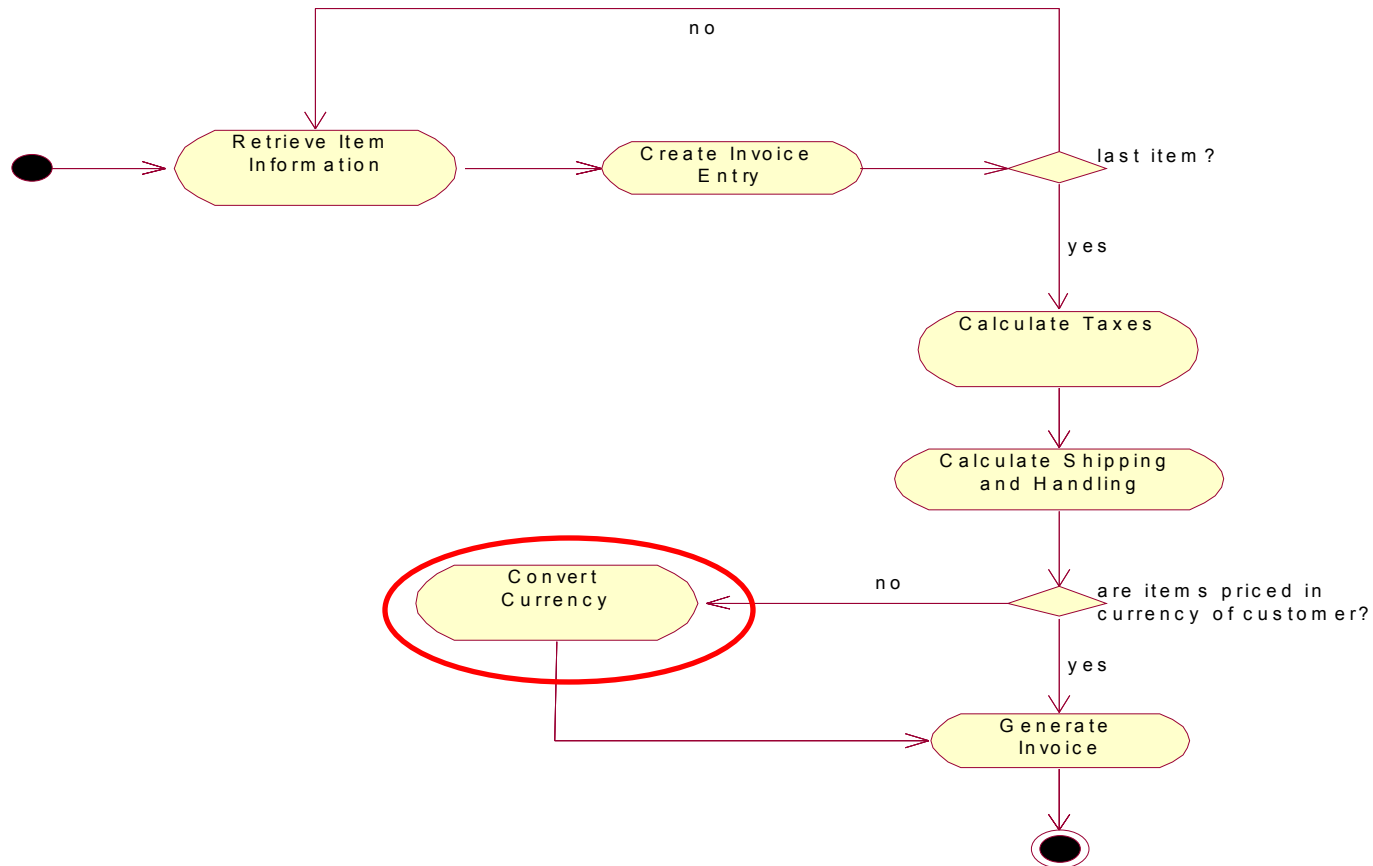 no
Retrieve Item
Information
Create Invoice
Entry
last item?
yes
Calculate Taxes
Calculate Shipping
and Handling
Convert
Currency
no
are items priced in
currency of customer?
yes
Generate
Invoice